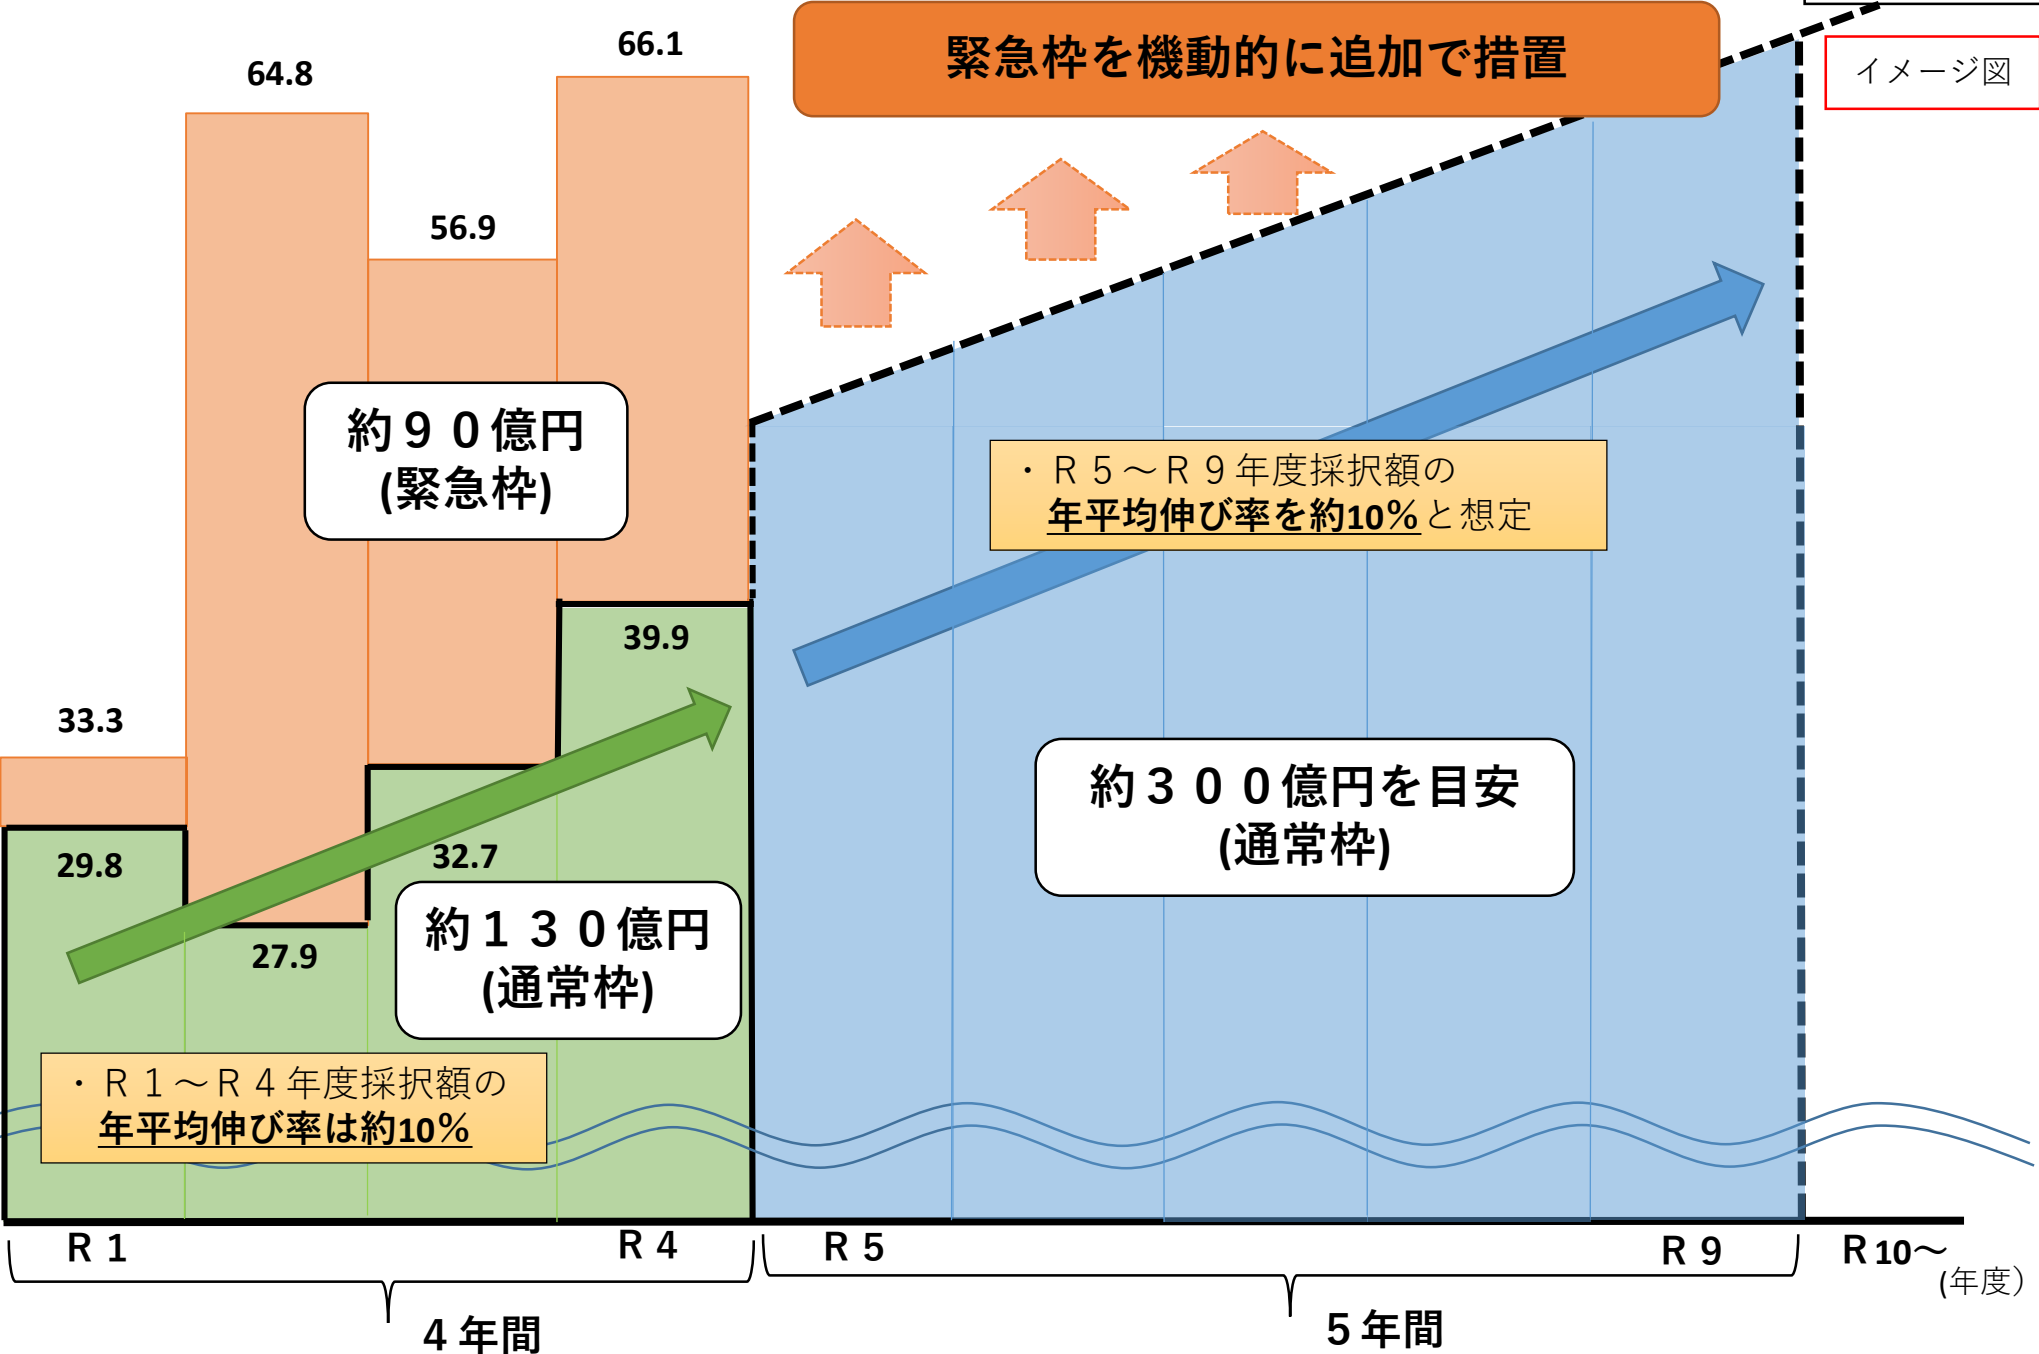 緊急枠を機動的に追加で措置
イメージ図
66.1
64.8
56.9
33.3
約９０億円
(緊急枠)
・Ｒ５～Ｒ９年度採択額の
年平均伸び率を約10％と想定
39.9
29.8
32.7
27.9
約１３０億円
(通常枠)
約３００億円を目安
(通常枠)
・Ｒ１～Ｒ４年度採択額の
年平均伸び率は約10％
Ｒ１
Ｒ４
Ｒ５
Ｒ９
Ｒ10～
(年度）
４年間
５年間